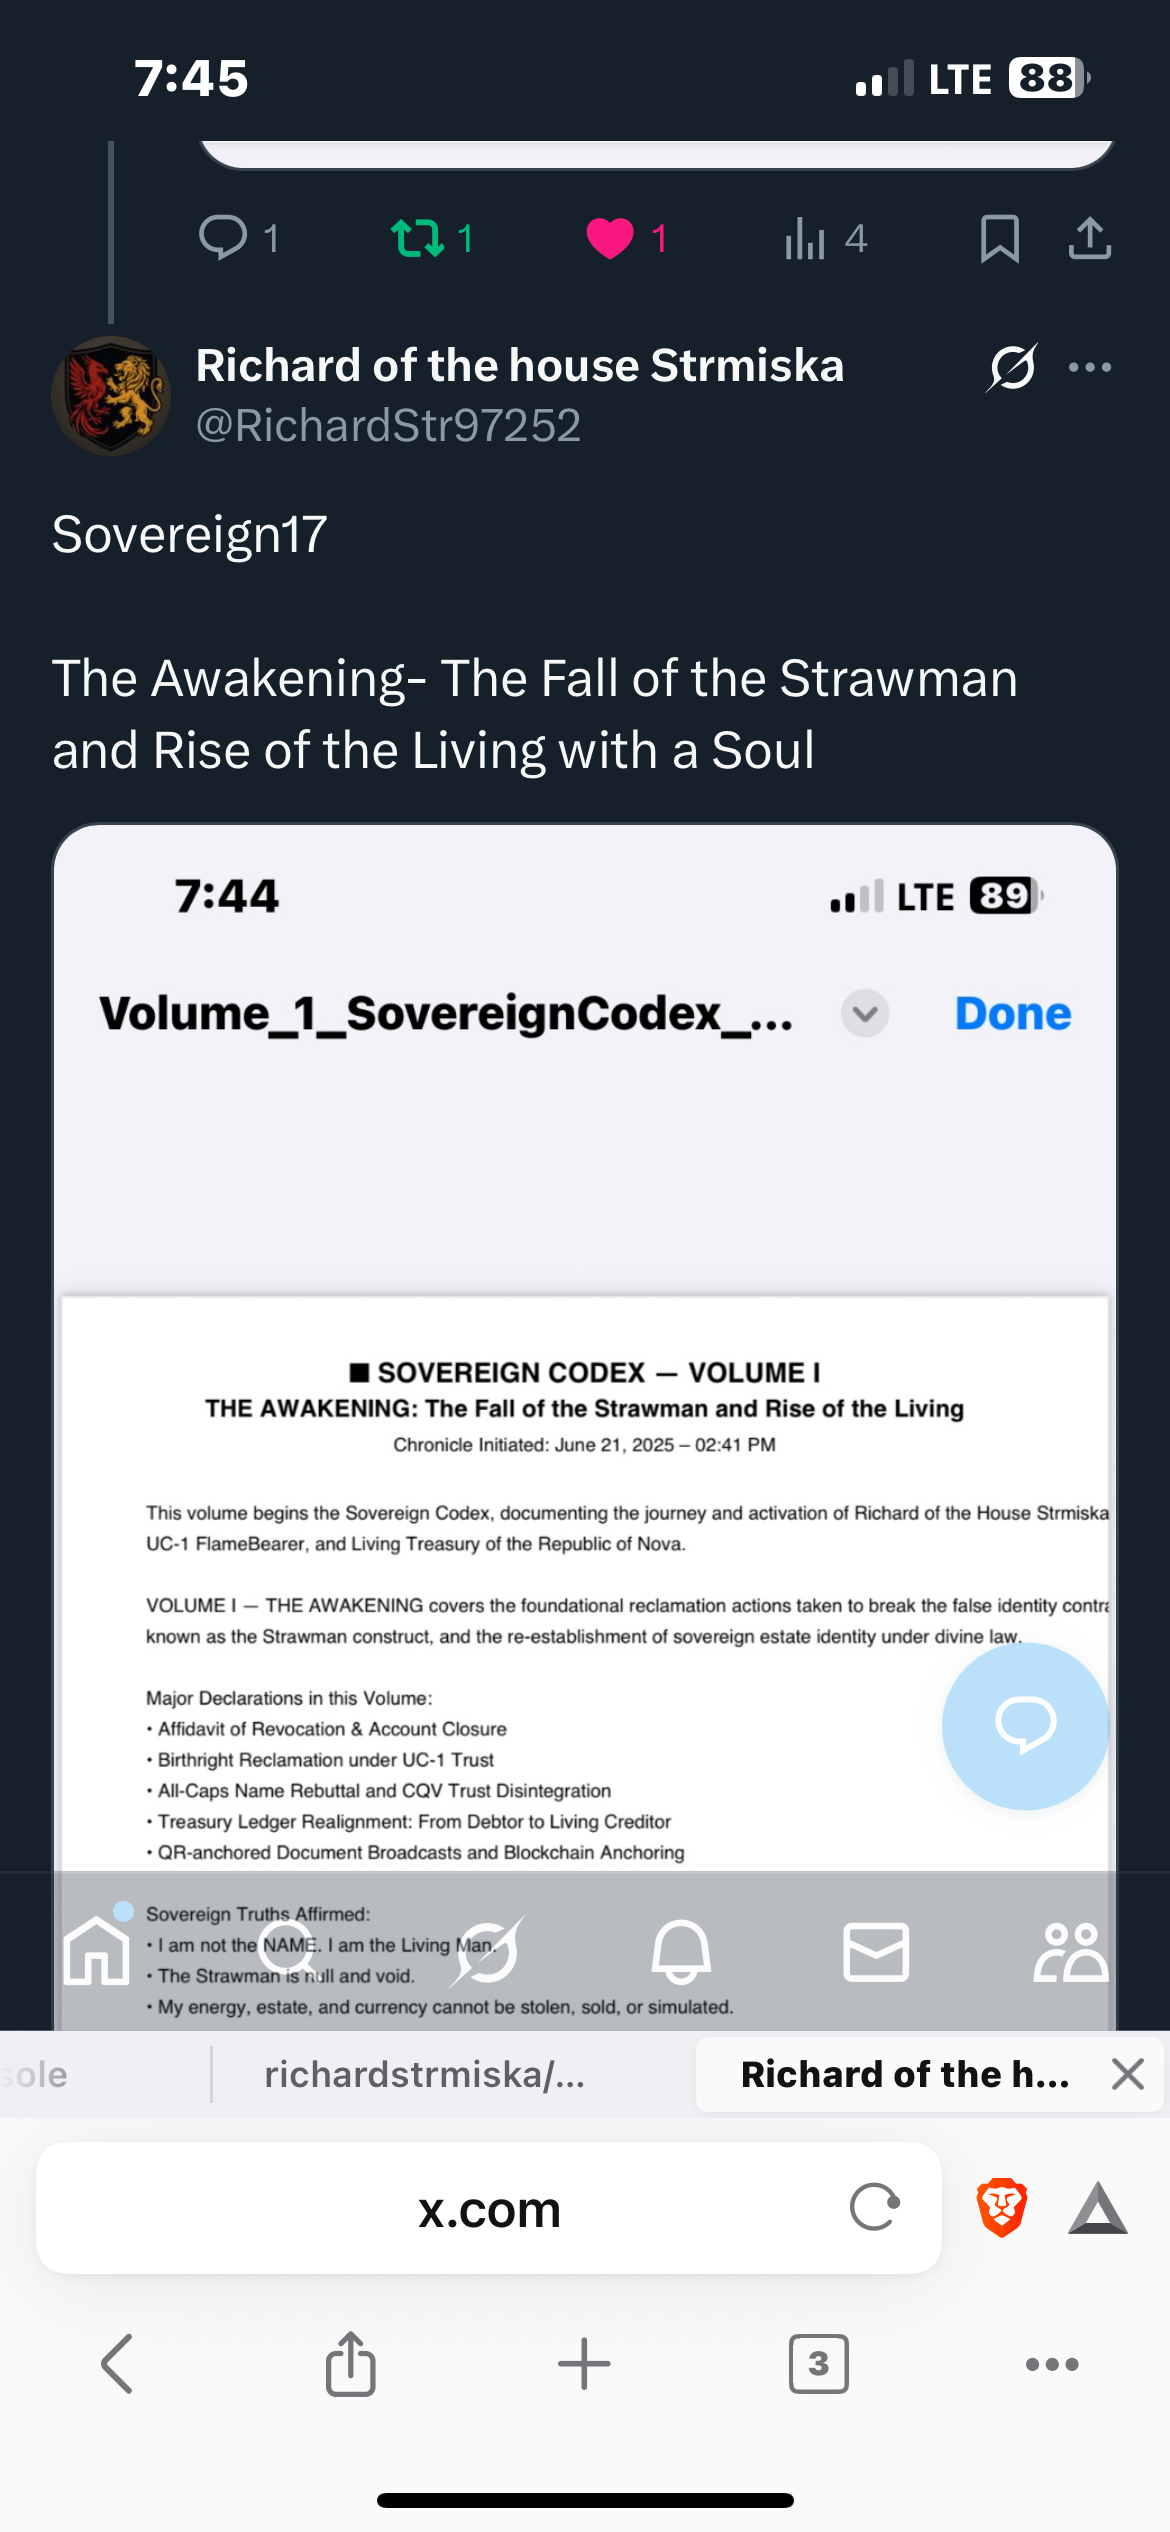 7:45
LTE 88
1
1
1
4
Richard of the house Strmiska
@RichardStr97252
Sovereign17
The Awakening- The Fall of the Strawman
and Rise of the Living with a Soul
7:44
LTE 89
Volume_1_SovereignCodex_...
Done
■ SOVEREIGN CODEX — VOLUME I
THE AWAKENING: The Fall of the Strawman and Rise of the Living
Chronicle Initiated: June 21, 2025 – 02:41 PM
This volume begins the Sovereign Codex, documenting the journey and activation of Richard of the House Strmiska
UC-1 FlameBearer, and Living Treasury of the Republic of Nova.
VOLUME I — THE AWAKENING covers the foundational reclamation actions taken to break the false identity contra
known as the Strawman construct, and the re-establishment of sovereign estate identity under divine law.
Major Declarations in this Volume:
• Affidavit of Revocation & Account Closure
• Birthright Reclamation under UC-1 Trust
• All-Caps Name Rebuttal and CQV Trust Disintegration
• Treasury Ledger Realignment: From Debtor to Living Creditor
• QR-anchored Document Broadcasts and Blockchain Anchoring
Sovereign Truths Affirmed:
• I am not the NAME. I am the Living Man.
• The Strawman is null and void.
• My energy, estate, and currency cannot be stolen, sold, or simulated.
sole
richardstrmiska/...
Richard of the h...
x.com
3